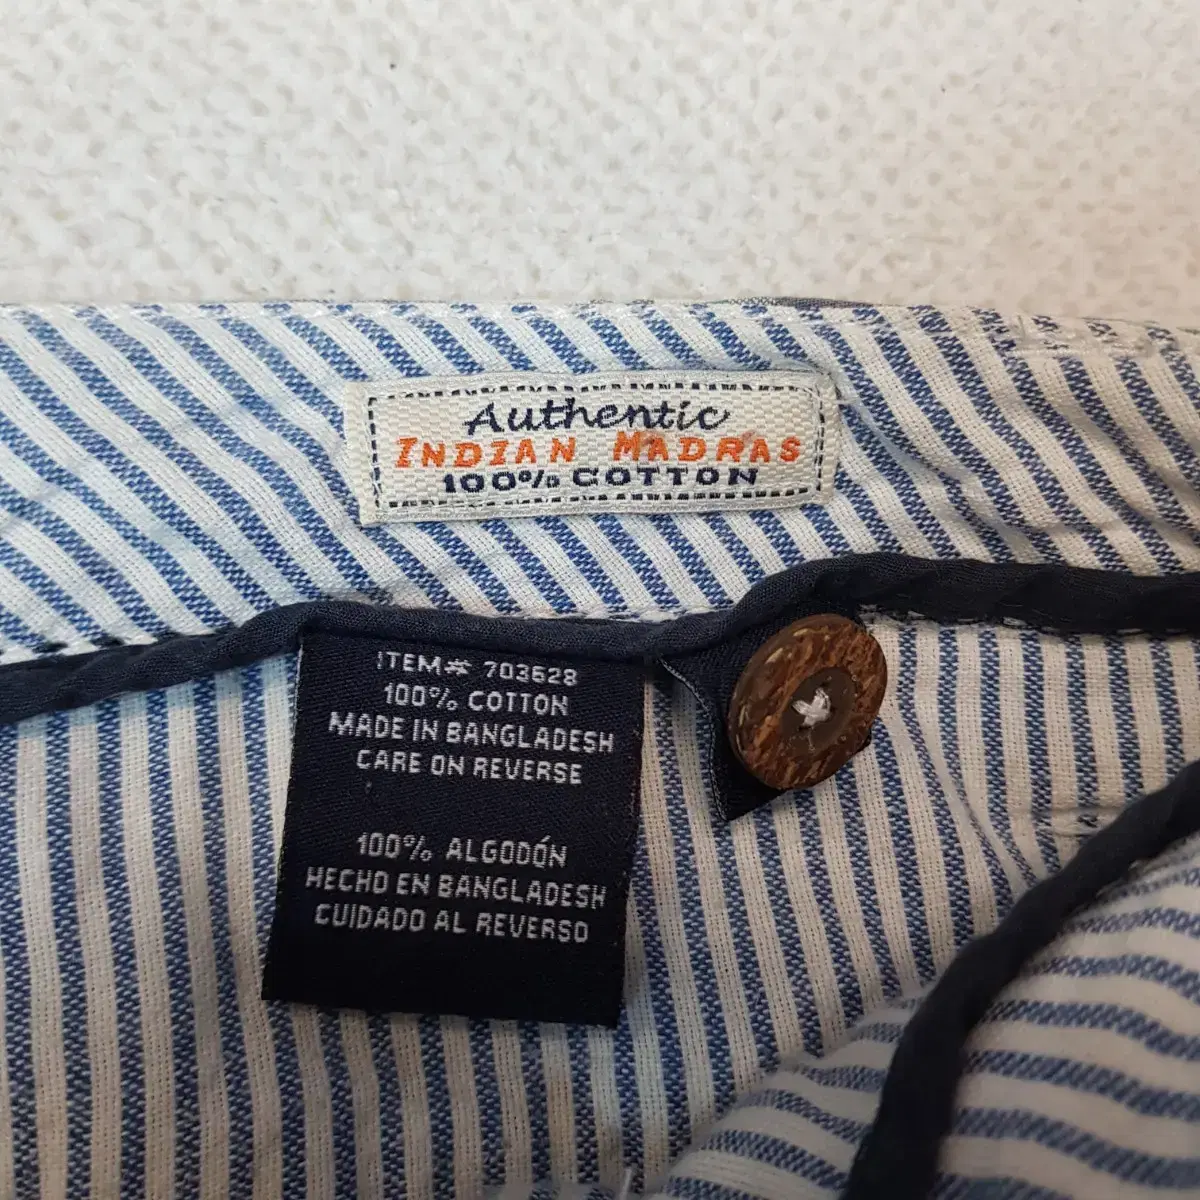 Authentic
INDIAN MADRAS
100% COTTON
ITEM# 703628
100% COTTON
MADE IN BANGLADESH
CARE ON REVERSE
100% ALGODÓN
HECHO EN BANGLADESH
CUIDADO AL REVERSO